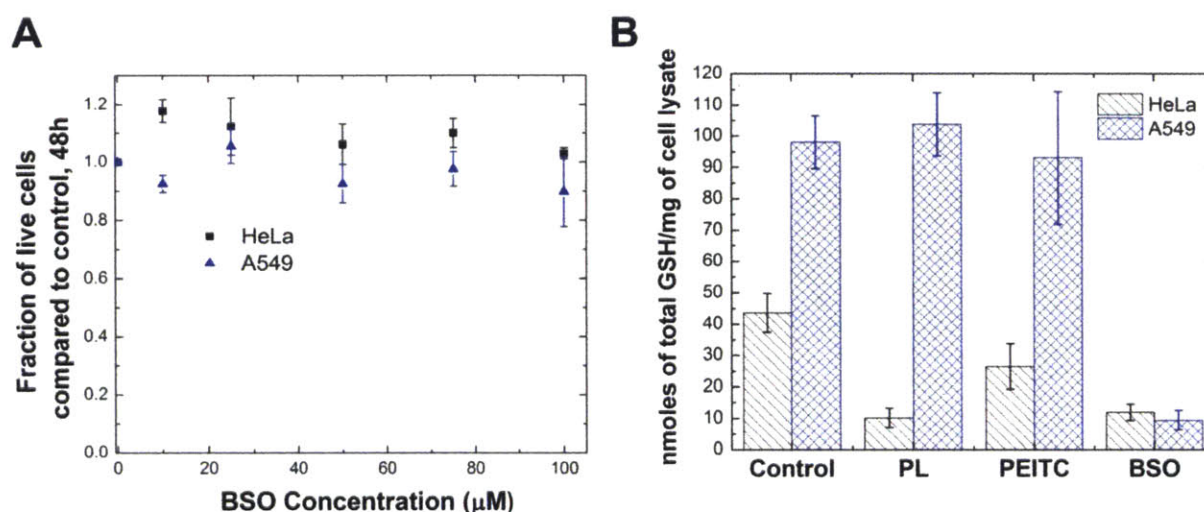 A
Fraction of live cells
compared to control, 48h
1.2
1.0
0.8
0.6
0.4
0.2
0.0
HeLa
A549
0 20 40 60 80 100
BSO Concentration (μM)
B
nmoles of total GSH/mg of cell lysate
120
110
100
90
80
70
60
50
40
30
20
10
0
HeLa
A549
Control PL PEITC BSO